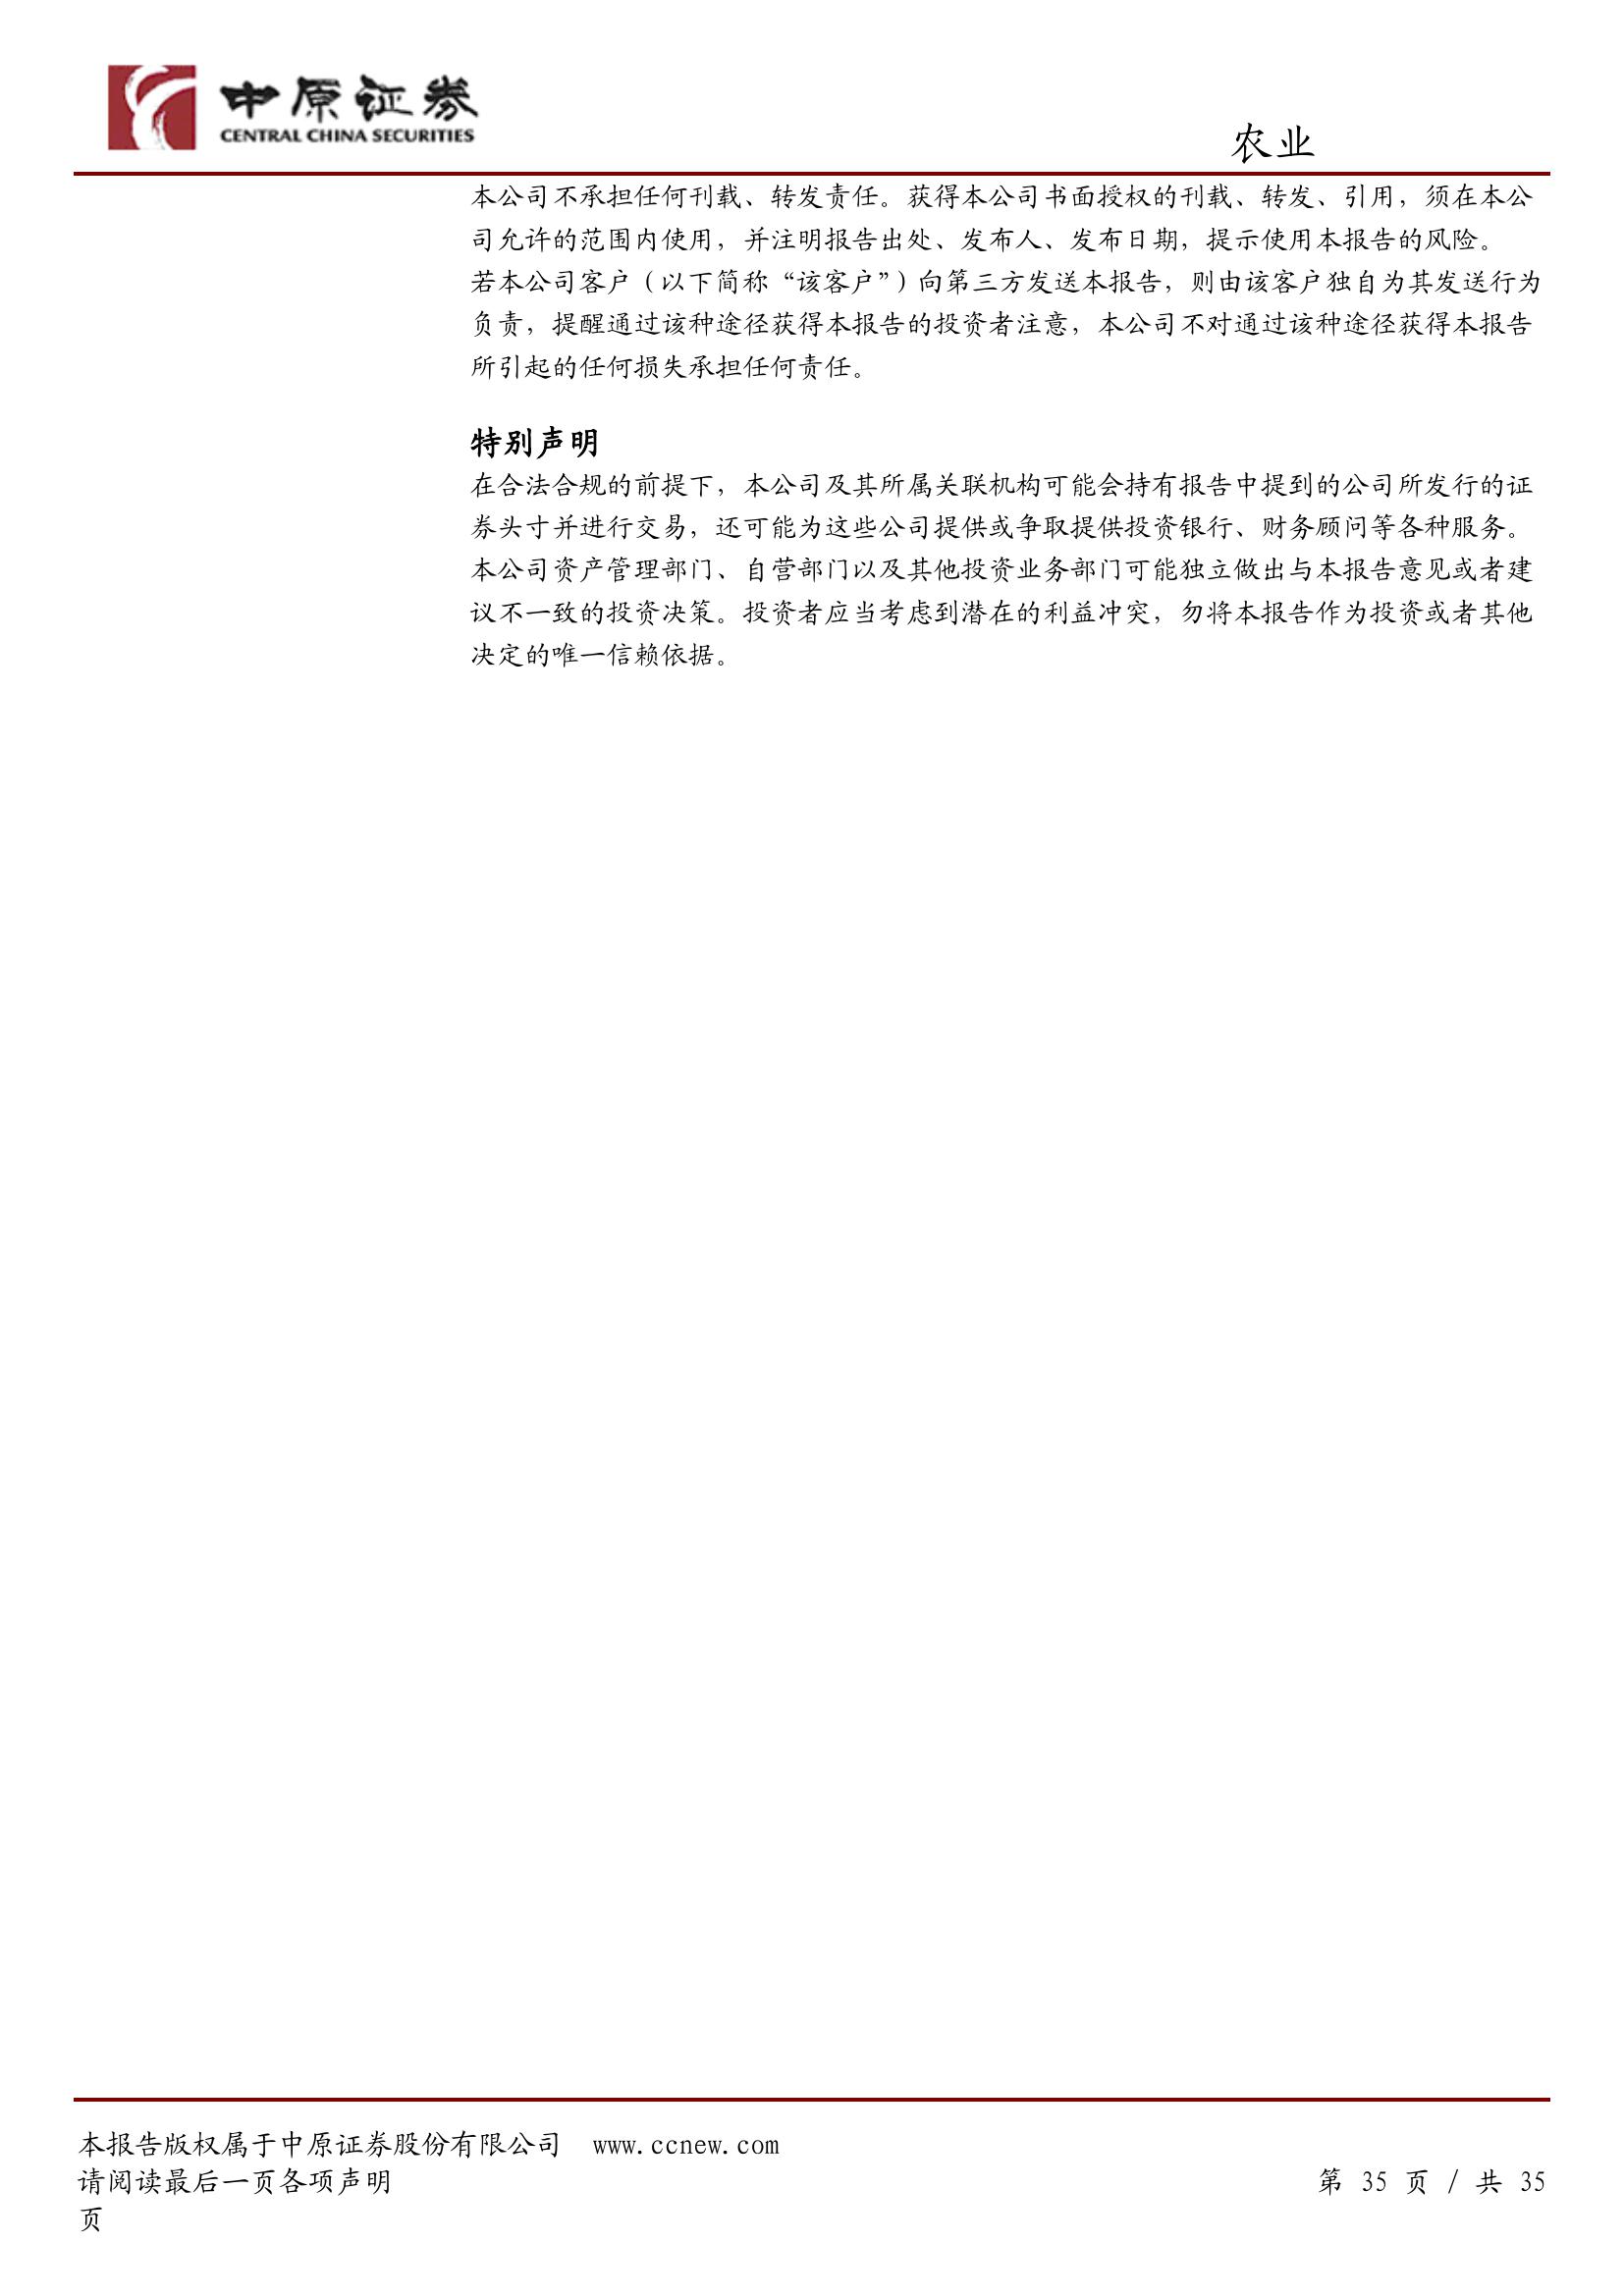 中原证券
CENTRAL CHINA SECURITIES
农业
本公司不承担任何刊载、转发责任。获得本公司书面授权的刊载、转发、引用，须在本公
司允许的范围内使用，并注明报告出处、发布人、发布日期，提示使用本报告的风险。
若本公司客户（以下简称“该客户”）向第三方发送本报告，则由该客户独自为其发送行为
负责，提醒通过该种途径获得本报告的投资者注意，本公司不对通过该种途径获得本报告
所引起的任何损失承担任何责任。
特别声明
在合法合规的前提下，本公司及其所属关联机构可能会持有报告中提到的公司所发行的证
券头寸并进行交易，还可能为这些公司提供或争取提供投资银行、财务顾问等各种服务。
本公司资产管理部门、自营部门以及其他投资业务部门可能独立做出与本报告意见或者建
议不一致的投资决策。投资者应当考虑到潜在的利益冲突，勿将本报告作为投资或者其他
决定的唯一信赖依据。
本报告版权属于中原证券股份有限公司 www.ccnew.com
请阅读最后一页各项声明 第 35 页 / 共 35
页